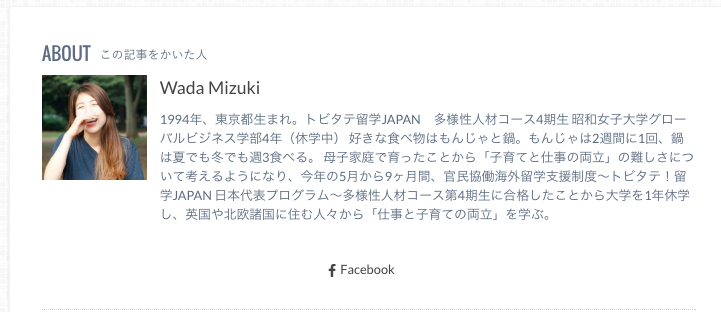 ABOUT この記事をかいた人
Wada Mizuki
1994年、東京都生まれ。トビタテ留学JAPAN　多様性人材コース4期生 昭和女子大学グロー
バルビジネス学部4年（休学中） 好きな食べ物はもんじゃと鍋。もんじゃは2週間に1回、鍋
は夏でも冬でも週3食べる。 母子家庭で育ったことから「子育てと仕事の両立」の難しさにつ
いて考えるようになり、今年の5月から9ヶ月間、官民協働海外留学支援制度〜トビタテ！留
学JAPAN 日本代表プログラム〜多様性人材コース第4期生に合格したことから大学を1年休学
し、英国や北欧諸国に住む人々から「仕事と子育ての両立」を学ぶ。
Facebook